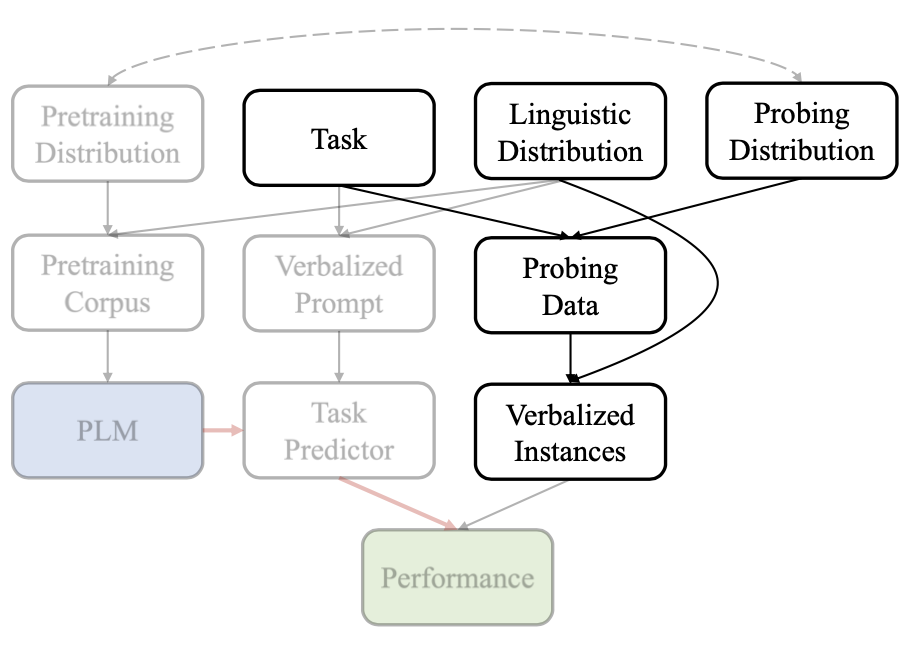 Pretraining
Distribution
Task
Linguistic
Distribution
Probing
Distribution
Pretraining
Corpus
Verbalized
Prompt
Probing
Data
PLM
Task
Predictor
Verbalized
Instances
Performance